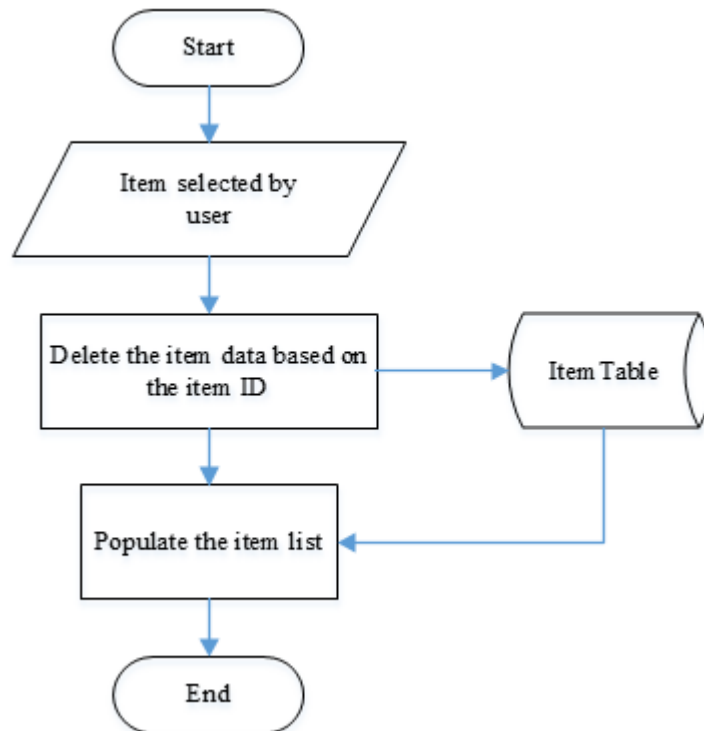 Start
Item selected by
user
Delete the item data based on
the item ID
Item Table
Populate the item list
End